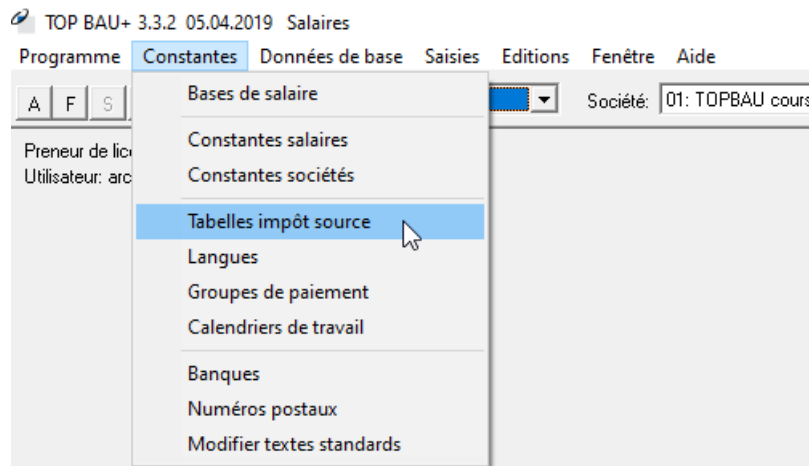 TOP BAU+ 3.3.2 05.04.2019 Salaires
Programme Constantes Données de base Saisies Editions Fenêtre Aide
A F S Société: 01: TOPBAU cours
Preneur de
Utilisateur:
Bases de salaire
Constantes salaires
Constantes sociétés
Tabelles impôt source
Langues
Groupes de paiement
Calendriers de travail
Banques
Numéros postaux
Modifier textes standards